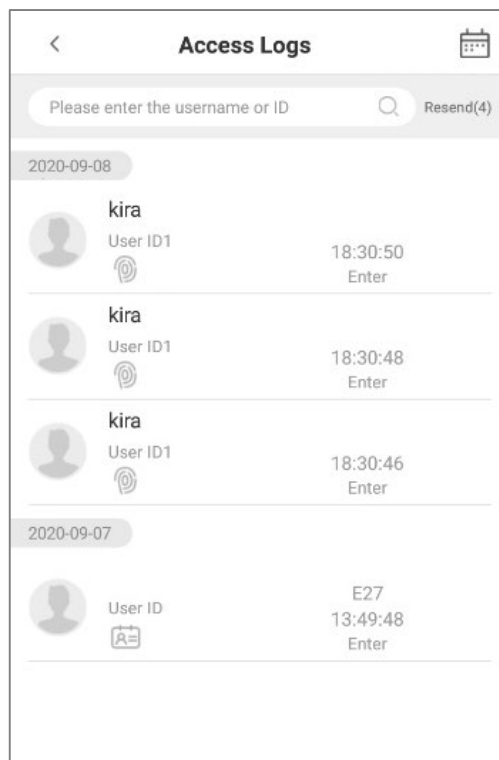 Access Logs
Please enter the username or ID
Resend(4)
2020-09-08
kira
User ID1
18:30:50
Enter
kira
User ID1
18:30:48
Enter
kira
User ID1
18:30:46
Enter
2020-09-07
E27
User ID
13:49:48
Enter